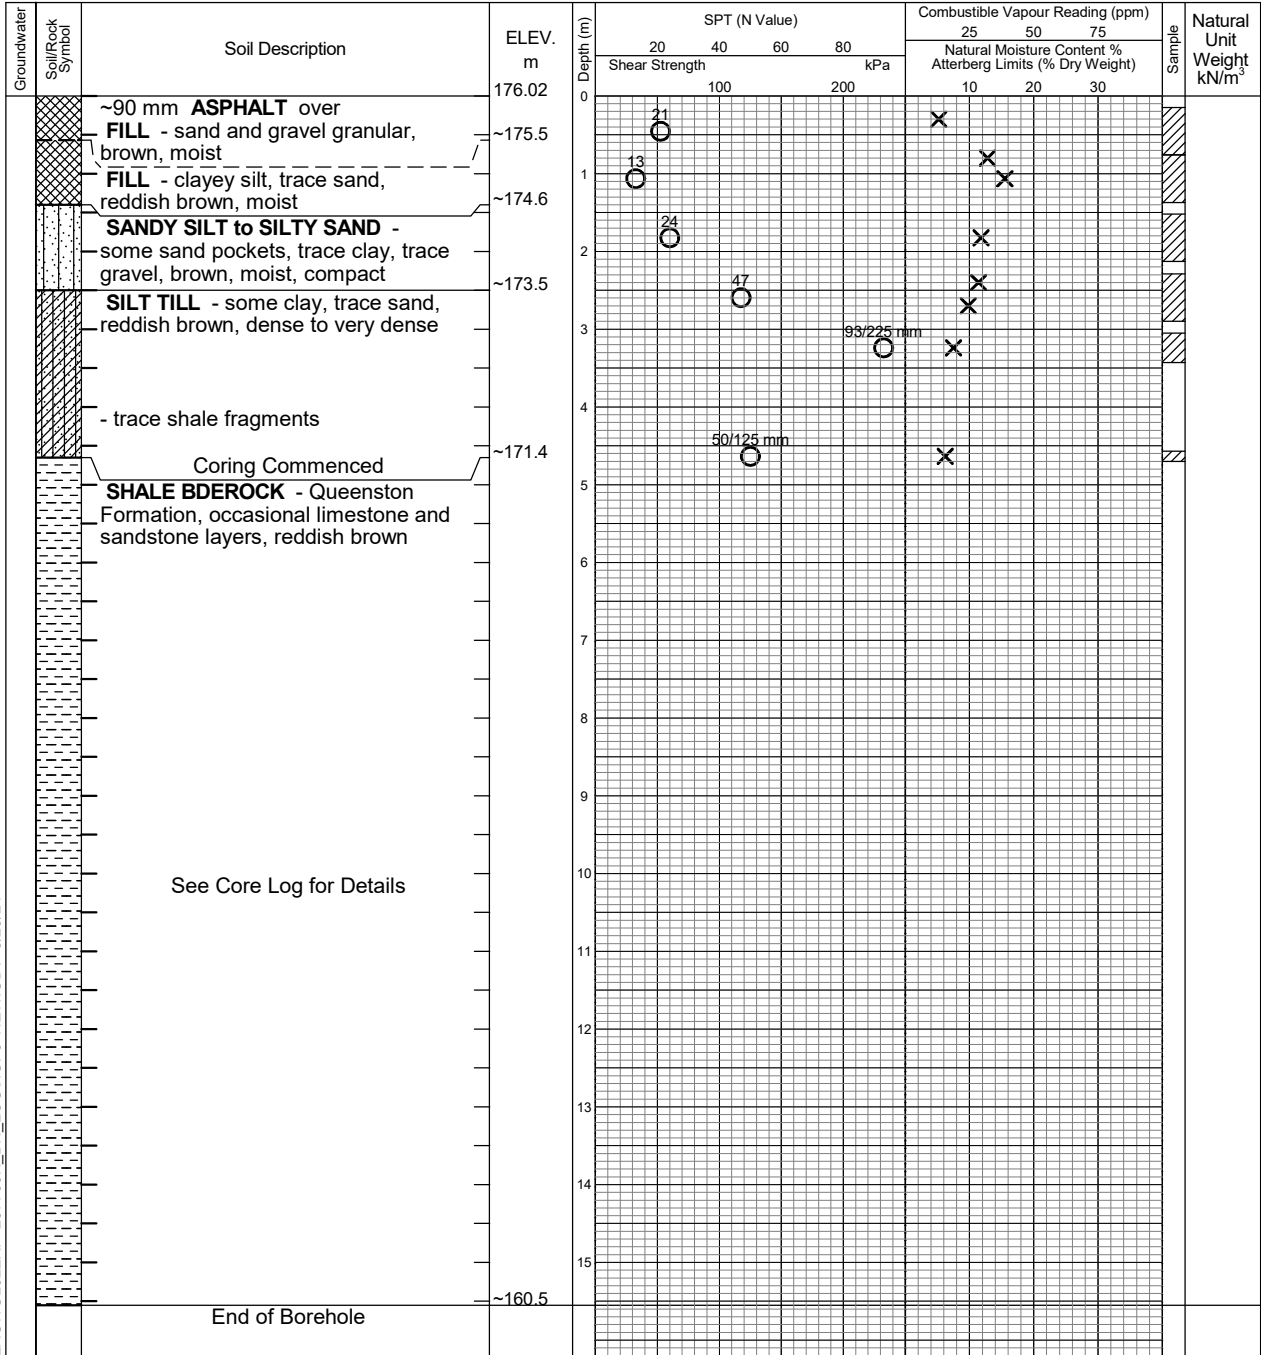 Groundwater
Soil/Rock
Symbol
Soil Description
ELEV.
m
Depth (m)
SPT (N Value)
20 40 60 80
Shear Strength kPa
100 200
Combustible Vapour Reading (ppm)
25 50 75
Natural Moisture Content %
Atterberg Limits (% Dry Weight)
10 20 30
Sample
Natural
Unit
Weight
kN/m³
176.02
0
~90 mm ASPHALT over
FILL - sand and gravel granular,
brown, moist
~175.5
21
FILL - clayey silt, trace sand,
reddish brown, moist
13
1
~174.6
SANDY SILT to SILTY SAND -
some sand pockets, trace clay, trace
gravel, brown, moist, compact
24
2
~173.5
SILT TILL - some clay, trace sand,
reddish brown, dense to very dense
47
3
93/225 mm
4
- trace shale fragments
50/125 mm
~171.4
Coring Commenced
5
SHALE BDEROCK - Queenston
Formation, occasional limestone and
sandstone layers, reddish brown
6
7
8
9
10
See Core Log for Details
11
12
13
14
15
~160.5
End of Borehole